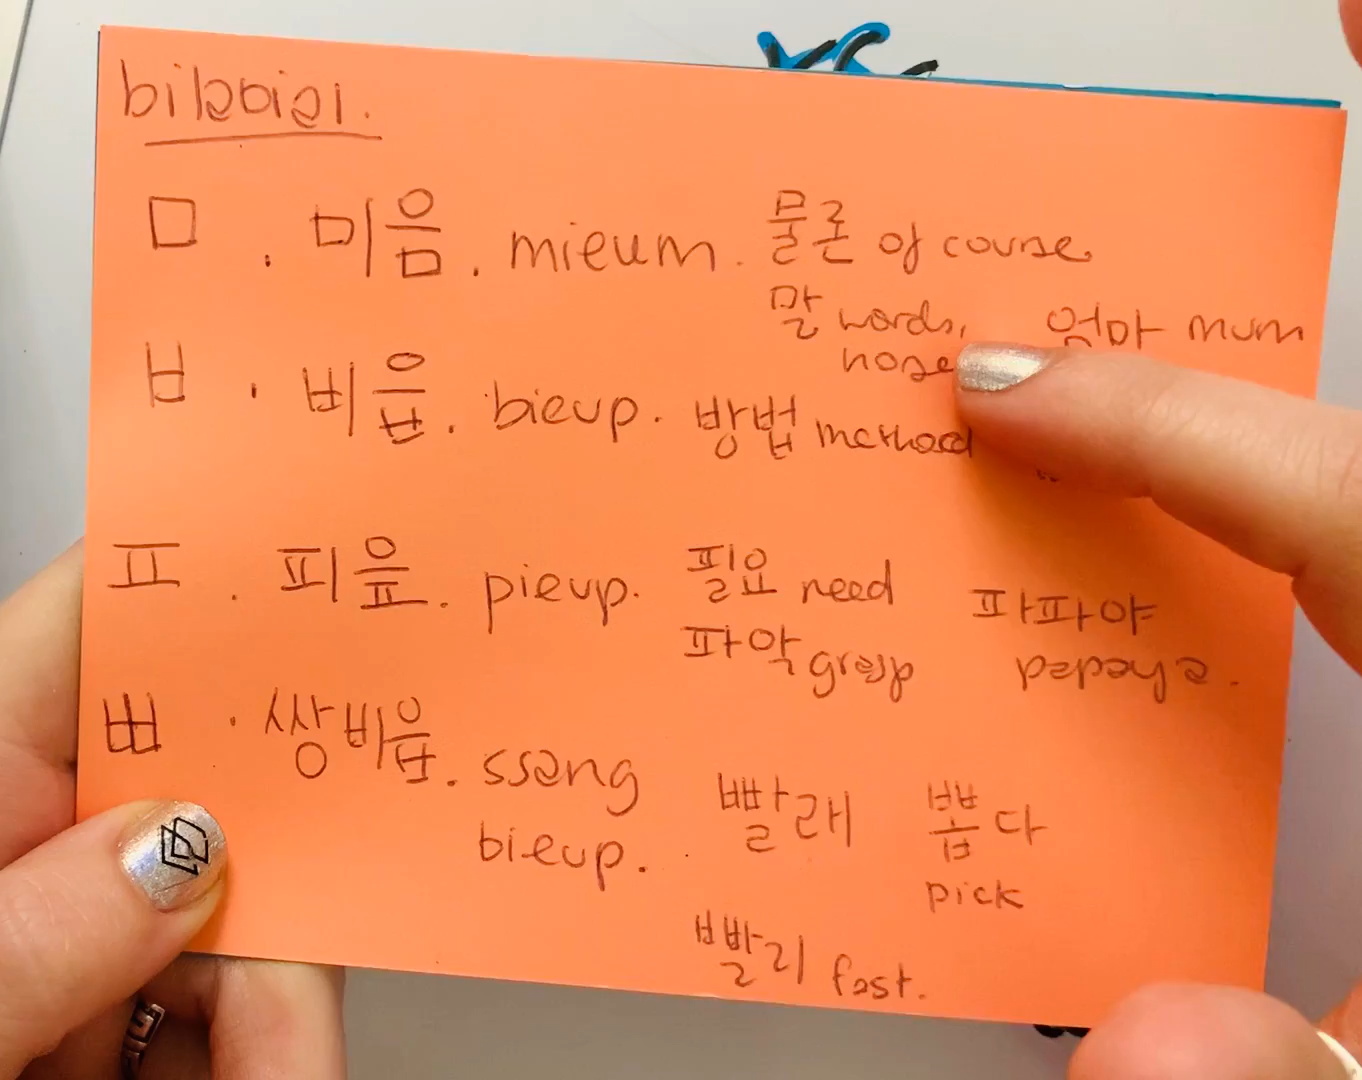 bilabial.
ㅁ. 미음. mieum. 물론 of course
말 words, 엄마 mum
ㅂ. 비읍. bieup. 방법 method
ㅍ. 피읖. pieup. 필요 need
파악 grasp 파파야 papaya.
ㅃ. 쌍비읍. ssang bieup. 빨래 뽑다 pick
빨리 fast.